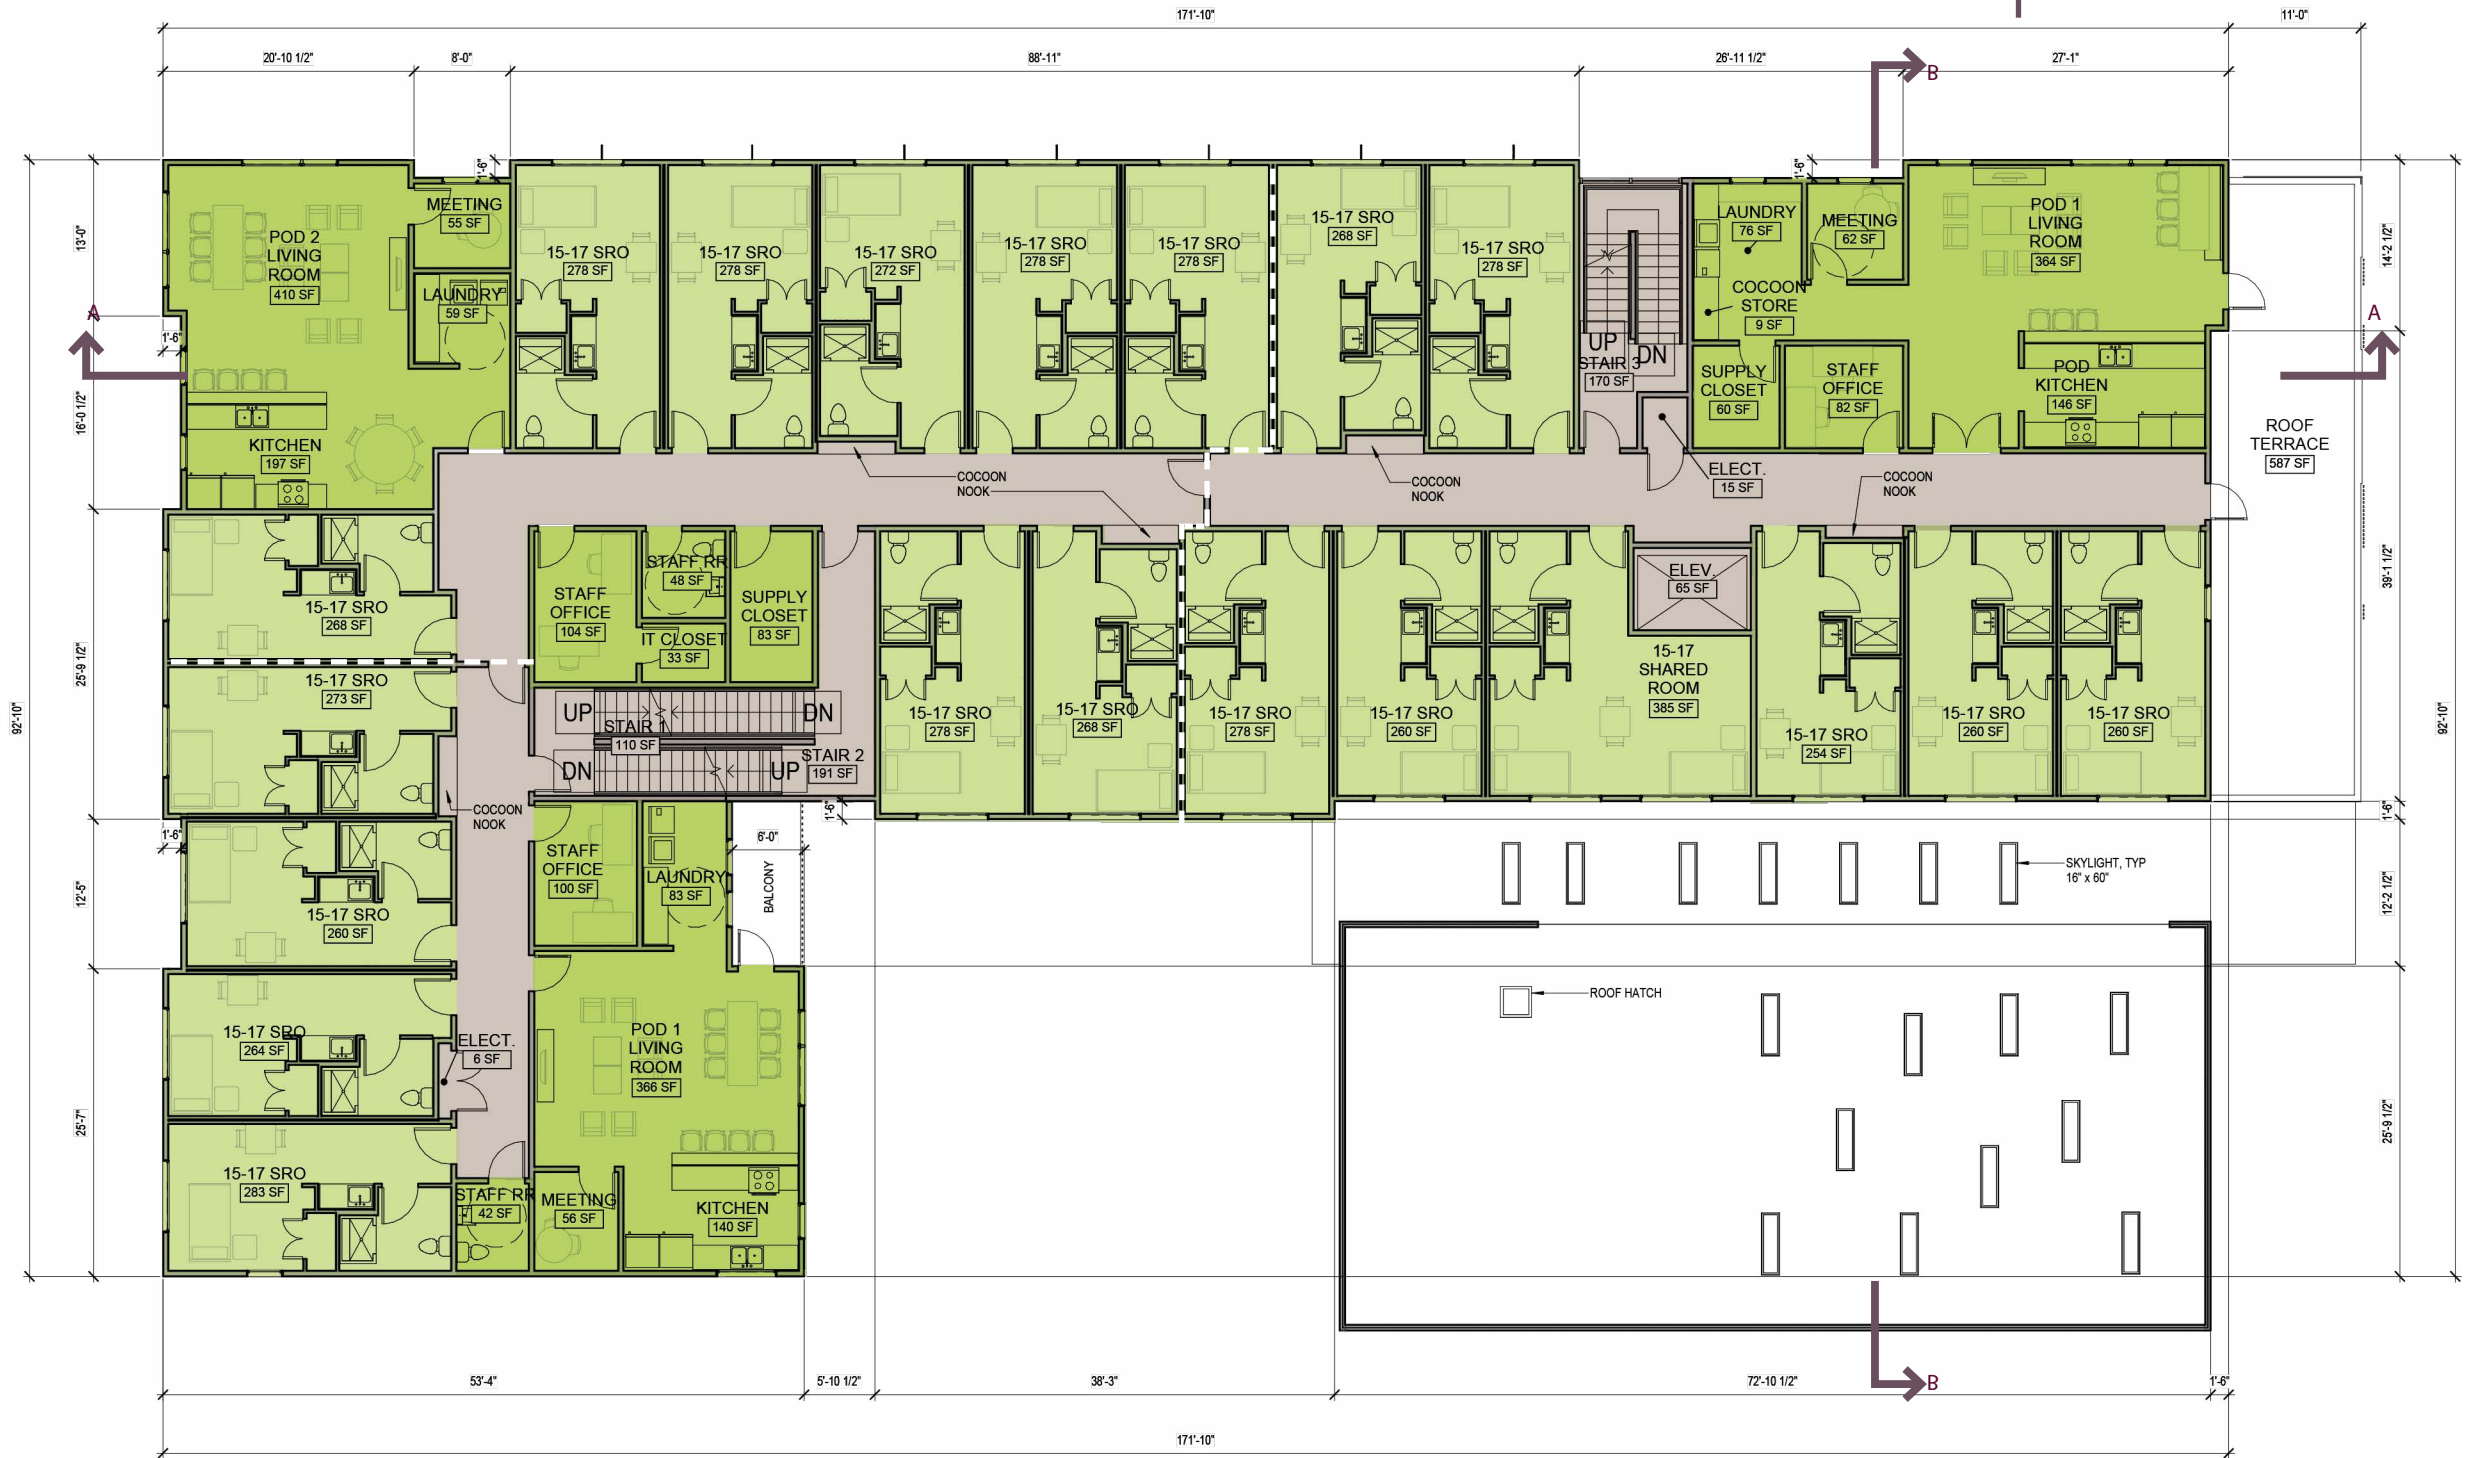 171'-10"
11'-0"
20'-10 1/2"
8'-0"
88'-11"
26'-11 1/2"
27'-1"
B
1'-6"
1'-6"
92'-10"
13'-0"
1'-6"
16'-0 1/2"
25'-9 1/2"
1'-6"
12'-5"
25'-7"
A
POD 2
LIVING
ROOM
410 SF
MEETING
55 SF
LAUNDRY
59 SF
KITCHEN
197 SF
15-17 SRO
278 SF
15-17 SRO
278 SF
15-17 SRO
272 SF
15-17 SRO
278 SF
15-17 SRO
278 SF
15-17 SRO
268 SF
15-17 SRO
278 SF
UP
DN
STAIR 3
170 SF
LAUNDRY
76 SF
COCOON
STORE
9 SF
MEETING
62 SF
POD 1
LIVING
ROOM
364 SF
SUPPLY
CLOSET
60 SF
STAFF
OFFICE
82 SF
POD
KITCHEN
146 SF
A
14'-2 1/2"
ROOF
TERRACE
587 SF
COCOON
NOOK
COCOON
NOOK
ELECT.
15 SF
COCOON
NOOK
15-17 SRO
268 SF
15-17 SRO
273 SF
STAFF
OFFICE
104 SF
STAFF RR
48 SF
IT CLOSET
33 SF
SUPPLY
CLOSET
83 SF
UP
DN
STAIR 1
110 SF
DN
UP
STAIR 2
191 SF
15-17 SRO
278 SF
15-17 SRO
268 SF
15-17 SRO
278 SF
15-17 SRO
260 SF
ELEV.
65 SF
15-17
SHARED
ROOM
385 SF
15-17 SRO
254 SF
15-17 SRO
260 SF
15-17 SRO
260 SF
39'-1 1/2"
92'-10"
1'-6"
12'-2 1/2"
25'-9 1/2"
COCOON
NOOK
1'-6"
6'-0"
BALCONY
15-17 SRO
260 SF
STAFF
OFFICE
100 SF
LAUNDRY
83 SF
SKYLIGHT, TYP
16" x 60"
ROOF HATCH
15-17 SRO
264 SF
ELECT.
6 SF
POD 1
LIVING
ROOM
366 SF
15-17 SRO
283 SF
STAFF RR
42 SF
MEETING
56 SF
KITCHEN
140 SF
53'-4"
5'-10 1/2"
38'-3"
72'-10 1/2"
B
1'-6"
171'-10"